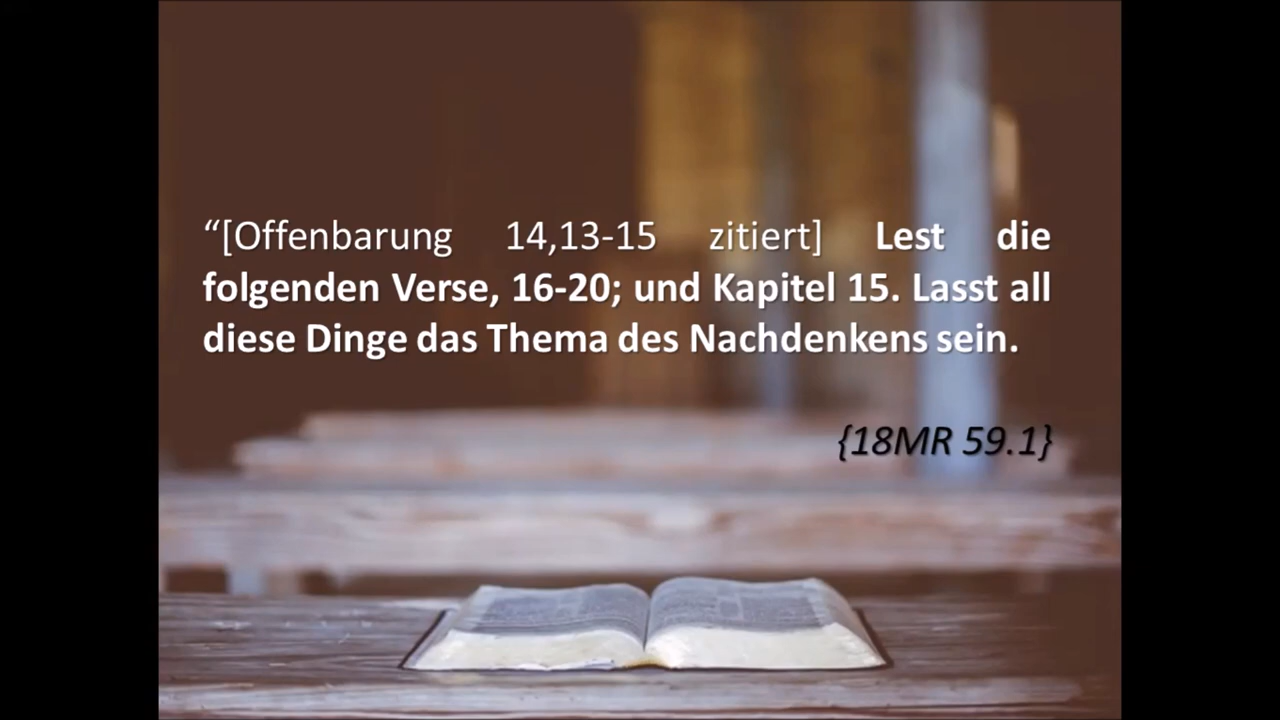 “[Offenbarung 14,13-15 zitiert] Lest die
folgenden Verse, 16-20; und Kapitel 15. Lasst all
diese Dinge das Thema des Nachdenkens sein.
{18MR 59.1}